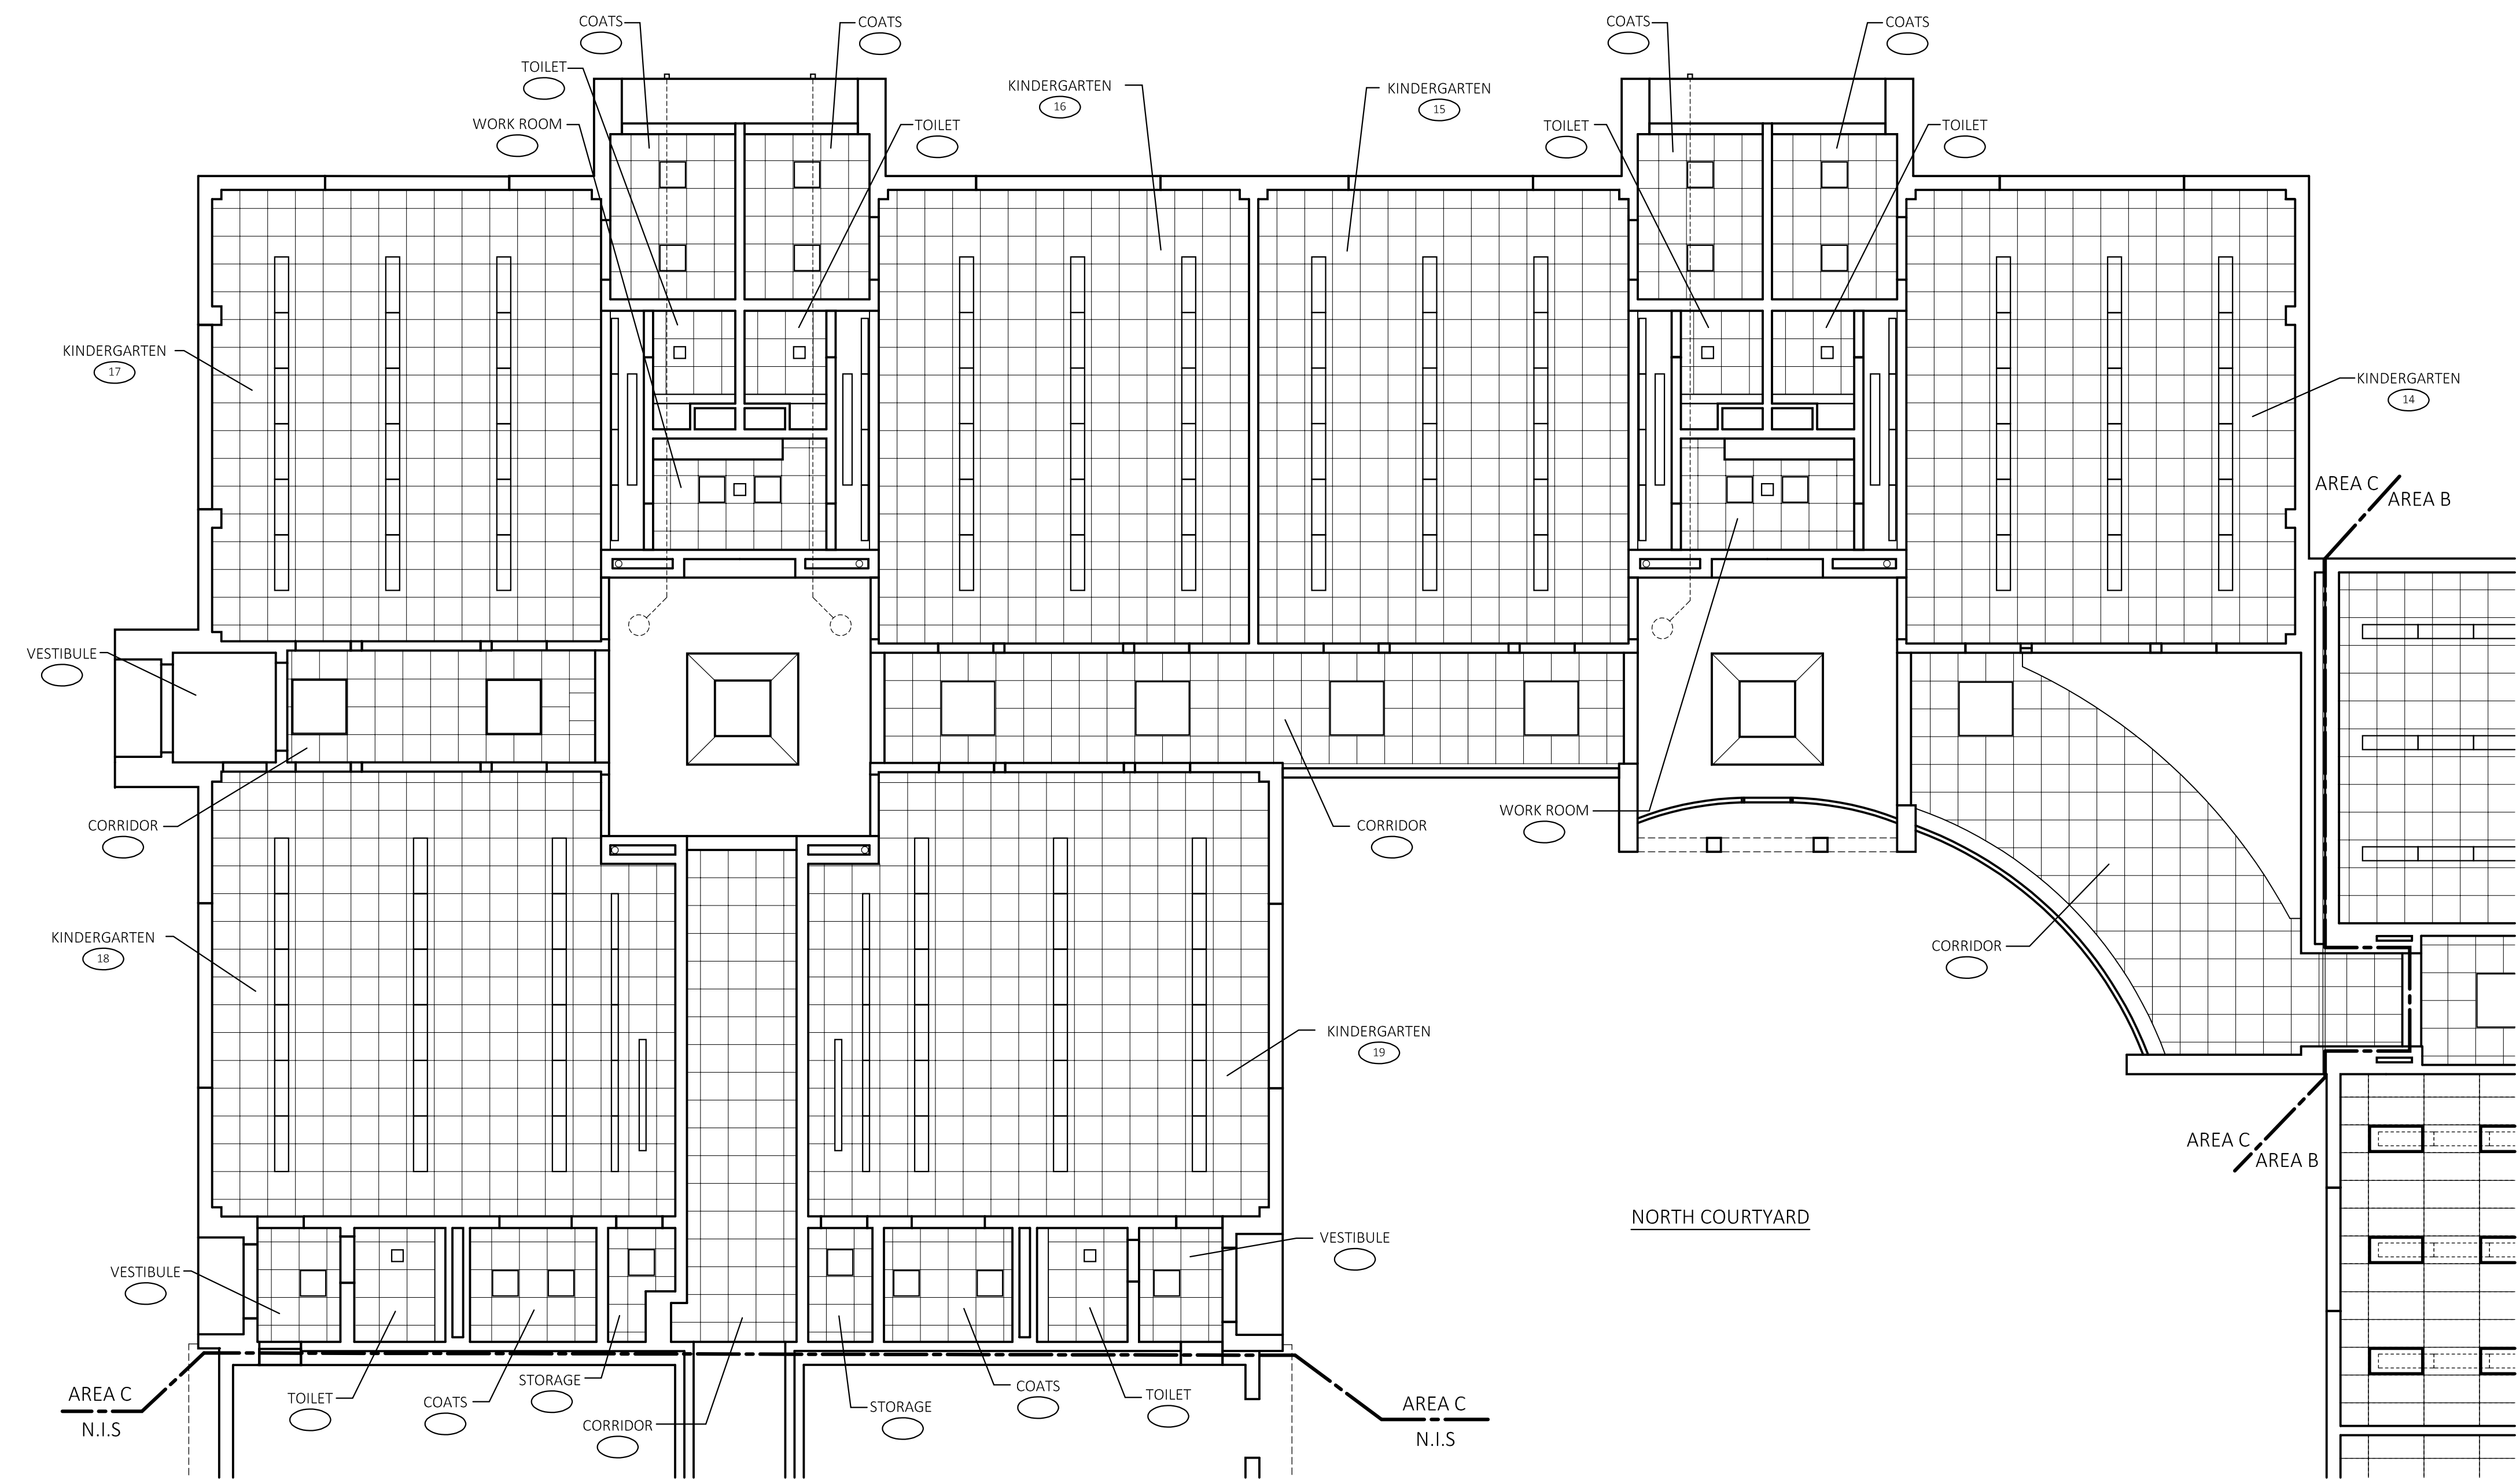 COATS
COATS
COATS
COATS
TOILET
KINDERGARTEN
16
KINDERGARTEN
15
WORK ROOM
TOILET
TOILET
TOILET
KINDERGARTEN
17
KINDERGARTEN
14
AREA C
AREA B
VESTIBULE
CORRIDOR
CORRIDOR
WORK ROOM
KINDERGARTEN
18
CORRIDOR
KINDERGARTEN
19
AREA C
AREA B
NORTH COURTYARD
VESTIBULE
VESTIBULE
AREA C
N.I.S
TOILET
COATS
STORAGE
CORRIDOR
STORAGE
COATS
TOILET
AREA C
N.I.S